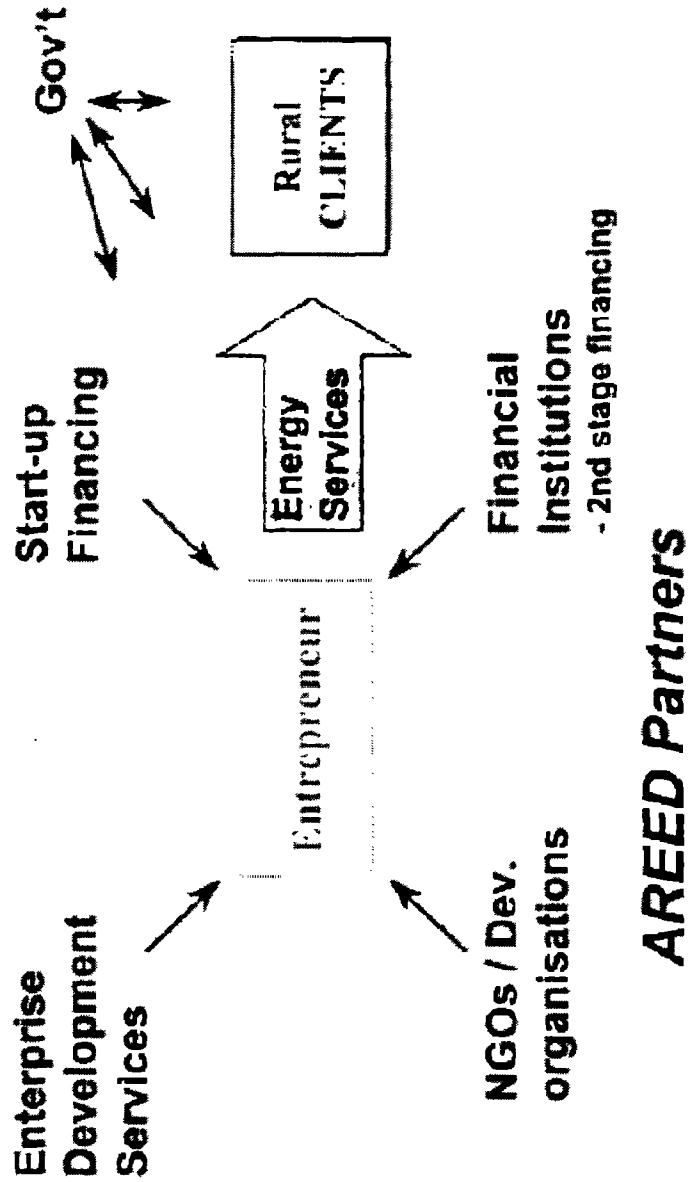 Enterprise
Development
Services
Start-up
Financing
Gov't
Entrepreneur
Energy
Services
Rural
CLIENTS
NGOs / Dev.
organisations
Financial
Institutions
- 2nd stage financing
AREED Partners